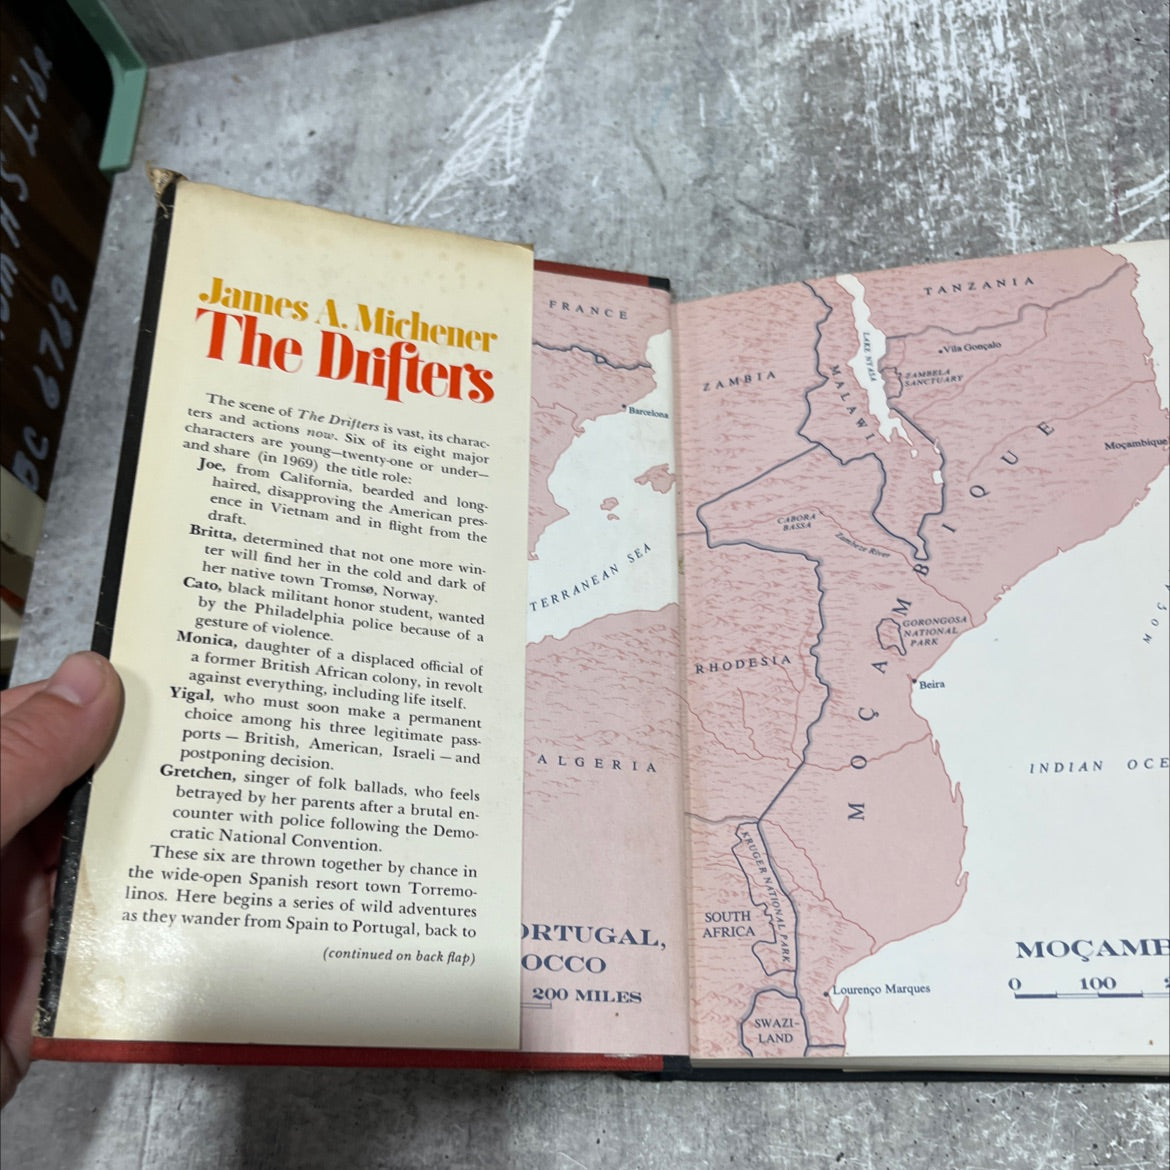 James A. Michener
The Drifters
The scene of The Drifters is vast, its charac-
ters and actions now. Six of its eight major
characters are young—twenty-one or under—
and share (in 1969) the title role:
Joe, from California, bearded and long-
haired, disapproving the American pres-
ence in Vietnam and in flight from the
draft.
Britta, determined that not one more win-
ter will find her in the cold and dark of
her native town Tromsø, Norway.
Cato, black militant honor student, wanted
by the Philadelphia police because of a
gesture of violence.
Monica, daughter of a displaced official of
a former British African colony, in revolt
against everything, including life itself.
Yigal, who must soon make a permanent
choice among his three legitimate pass-
ports — British, American, Israeli — and
postponing decision.
Gretchen, singer of folk ballads, who feels
betrayed by her parents after a brutal en-
counter with police following the Demo-
cratic National Convention.
These six are thrown together by chance in
the wide-open Spanish resort town Torremo-
linos. Here begins a series of wild adventures
as they wander from Spain to Portugal, back to
(continued on back flap)
FRANCE
Barcelona
TERRANEAN SEA
ALGERIA
ORTUGAL,
OCCO
200 MILES
TANZANIA
LAKE NYASA
Vila Gonçalo
ZAMBELA
SANCTUARY
ZAMBIA
MALAWI
Moçambique
CABORA
BASSA
Zambeze River
MOÇAMBIQUE
GORONGOSA
NATIONAL
PARK
RHODESIA
Beira
INDIAN OCE
KRUGER NATIONAL PARK
SOUTH
AFRICA
MOÇAMB
0 100 2
Lourenço Marques
SWAZI-
LAND
MOZ